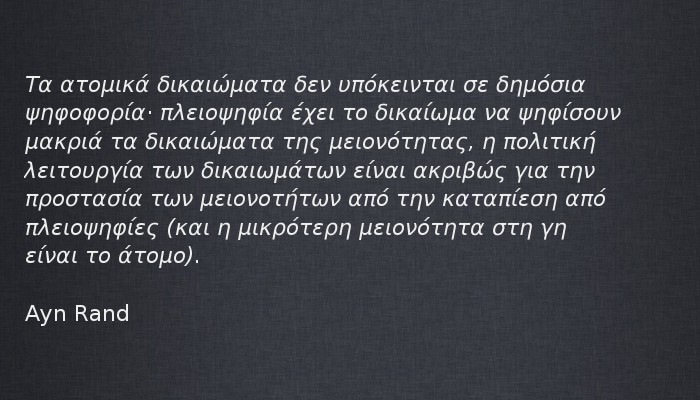 Τα ατομικά δικαιώματα δεν υπόκεινται σε δημόσια
ψηφοφορία· πλειοψηφία έχει το δικαίωμα να ψηφίσουν
μακριά τα δικαιώματα της μειονότητας, η πολιτική
λειτουργία των δικαιωμάτων είναι ακριβώς για την
προστασία των μειονοτήτων από την καταπίεση από
πλειοψηφίες (και η μικρότερη μειονότητα στη γη
είναι το άτομο).
Ayn Rand